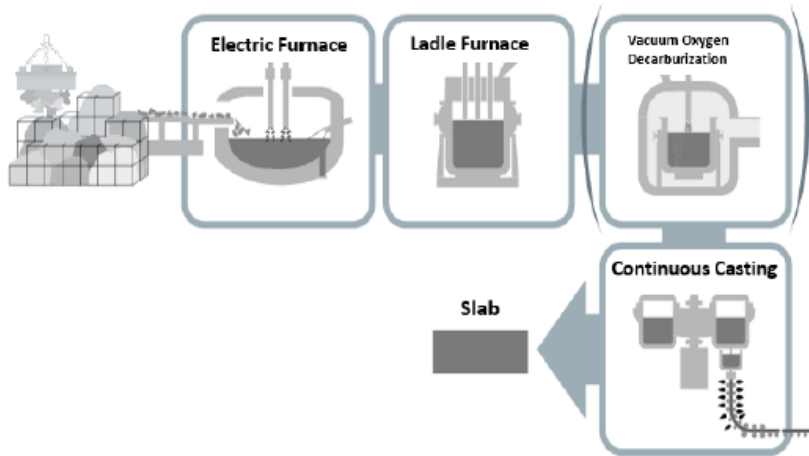 Electric Furnace
Ladle Furnace
Vacuum Oxygen
Decarburization
Continuous Casting
Slab